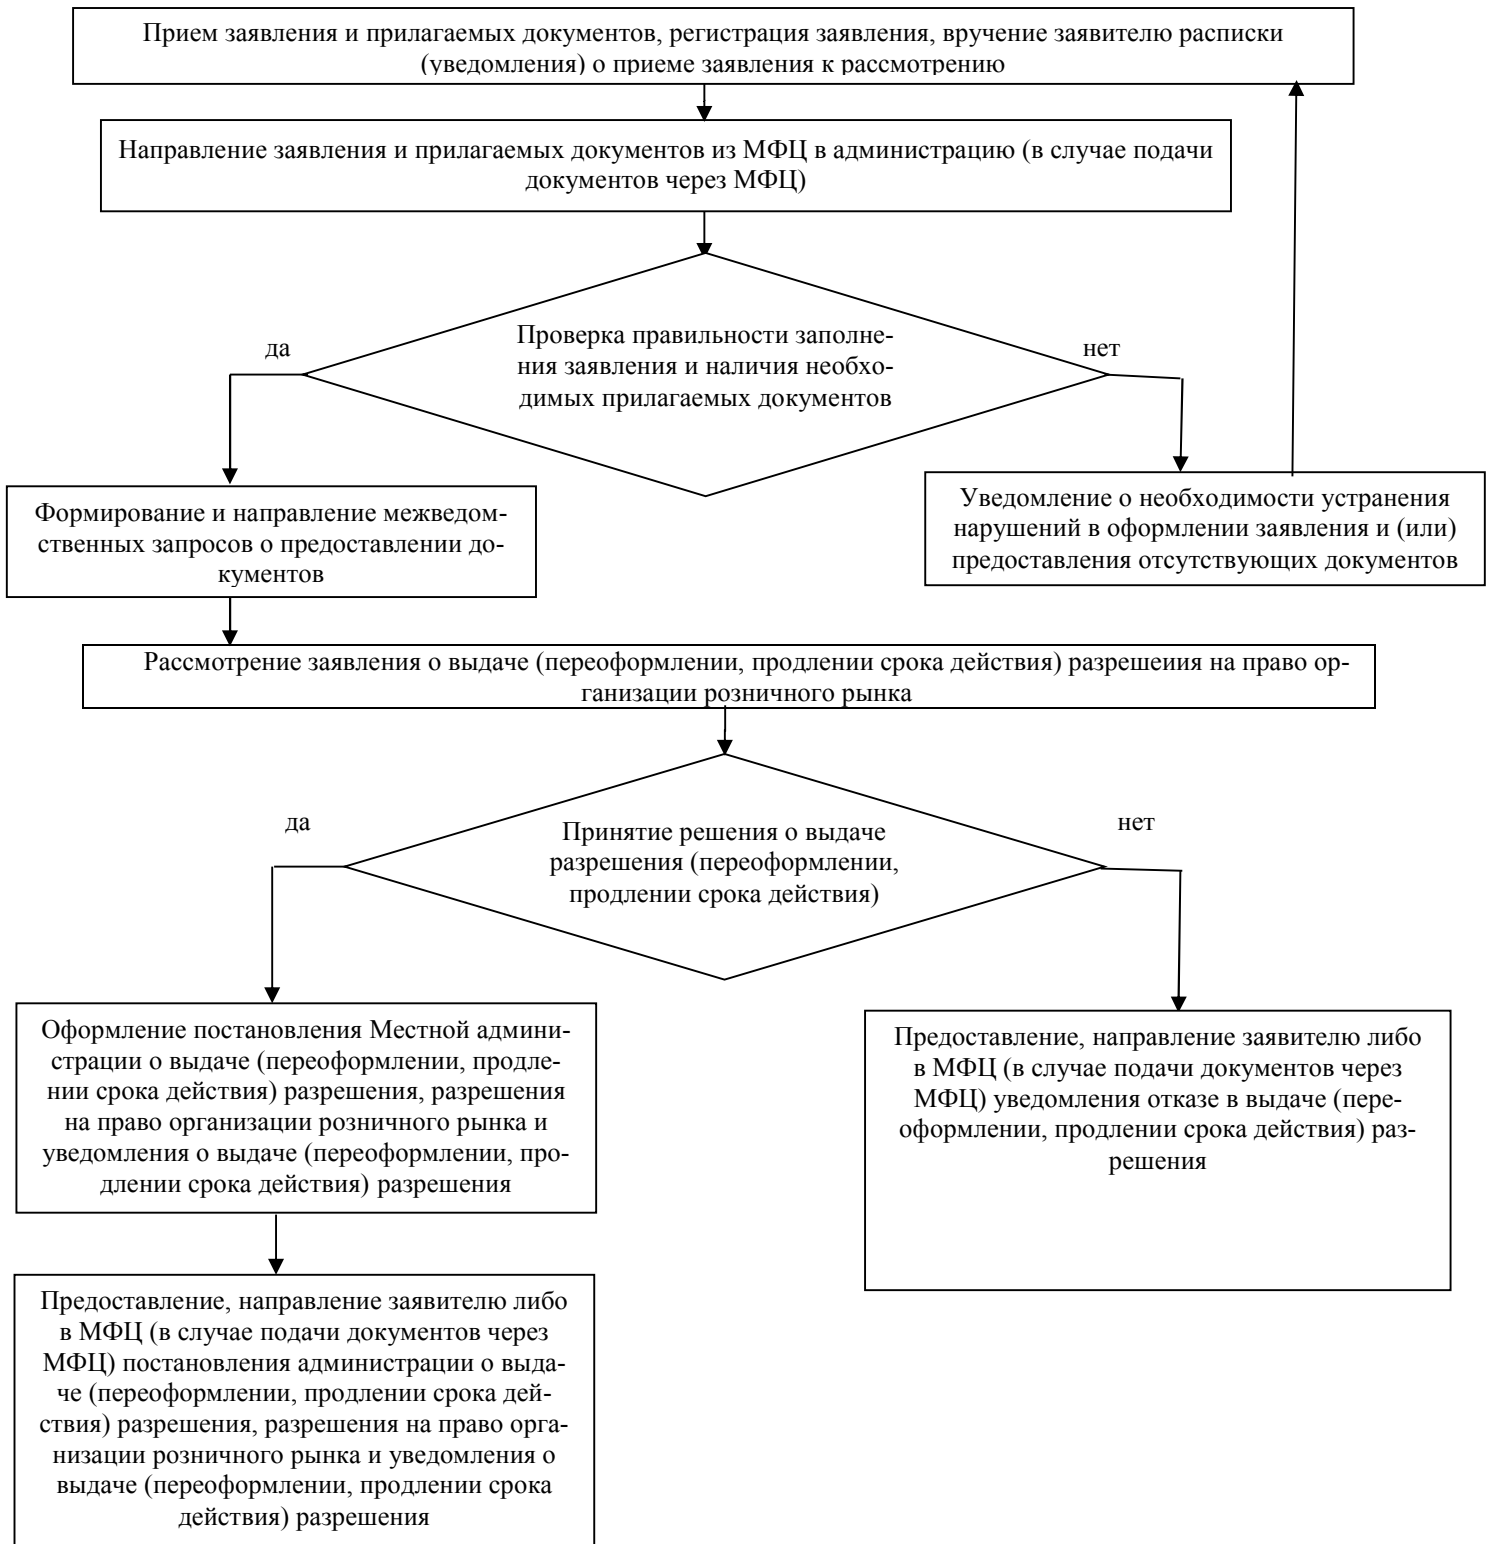 Прием заявления и прилагаемых документов, регистрация заявления, вручение заявителю расписки
(уведомления) о приеме заявления к рассмотрению
Направление заявления и прилагаемых документов из МФЦ в администрацию (в случае подачи
документов через МФЦ)
Проверка правильности заполне-
ния заявления и наличия необхо-
димых прилагаемых документов
да
нет
Формирование и направление межведом-
ственных запросов о предоставлении до-
кументов
Уведомление о необходимости устранения
нарушений в оформлении заявления и (или)
предоставления отсутствующих документов
Рассмотрение заявления о выдаче (переоформлении, продлении срока действия) разрешеиия на право ор-
ганизации розничного рынка
да
нет
Принятие решения о выдаче
разрешения (переоформлении,
продлении срока действия)
Оформление постановления Местной админи-
страции о выдаче (переоформлении, продле-
нии срока действия) разрешения, разрешения
на право организации розничного рынка и
уведомления о выдаче (переоформлении, про-
длении срока действия) разрешения
Предоставление, направление заявителю либо
в МФЦ (в случае подачи документов через
МФЦ) уведомления отказе в выдаче (пере-
оформлении, продлении срока действия) раз-
решения
Предоставление, направление заявителю либо
в МФЦ (в случае подачи документов через
МФЦ) постановления администрации о выда-
че (переоформлении, продлении срока дей-
ствия) разрешения, разрешения на право орга-
низации розничного рынка и уведомления о
выдаче (переоформлении, продлении срока
действия) разрешения